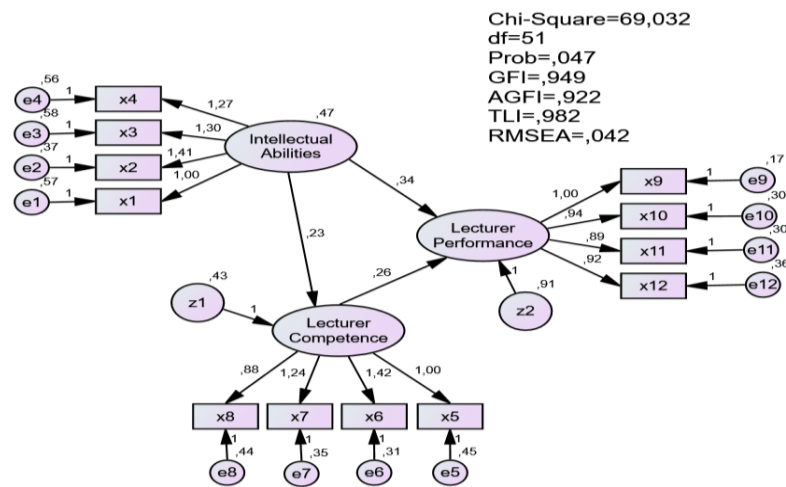 Chi-Square=69,032
df=51
Prob=,047
GFI=,949
AGFI=,922
TLI=,982
RMSEA=,042
,56
e4
1
x4
1,27
,58
e3
1
x3
1,30
,37
e2
1
x2
1,41
,57
e1
1
x1
1,00
,47
Intellectual
Abilities
,34
,23
1,00
x9
1
e9
,17
,94
x10
1
e10
,30
,89
x11
1
e11
,30
,92
x12
1
e12
,36
Lecturer
Performance
,26
1
,91
z2
,43
z1
1
Lecturer
Competence
,88
1,24
1,42
1,00
x8
x7
x6
x5
1
1
1
1
,44
,35
,31
,45
e8
e7
e6
e5